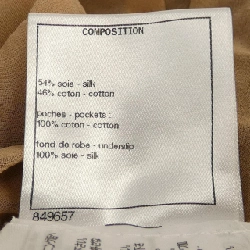 COMPOSITION
54% soie - silk
46% coton - cotton
poches - pockets :
100% coton - cotton
fond de robe - underslip
100% soie - silk
849657